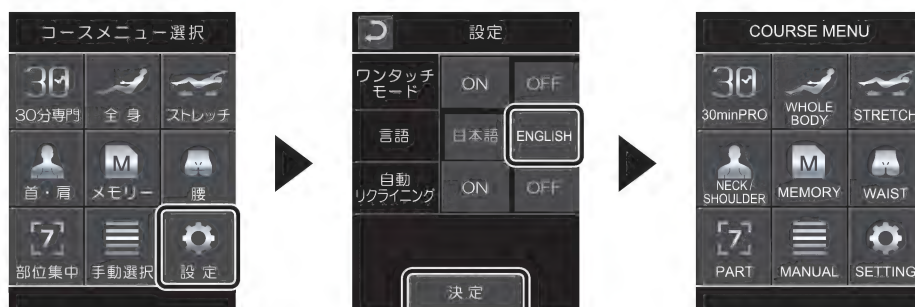 コースメニュー選択
30
30分専門
全身
ストレッチ
首・肩
M
メモリー
腰
7
部位集中
手動選択
設定
設定
ワンタッチ
モード
ON
OFF
言語
日本語
ENGLISH
自動
リクライニング
ON
OFF
決定
COURSE MENU
30
30minPRO
WHOLE
BODY
STRETCH
NECK/
SHOULDER
M
MEMORY
WAIST
7
PART
MANUAL
SETTING